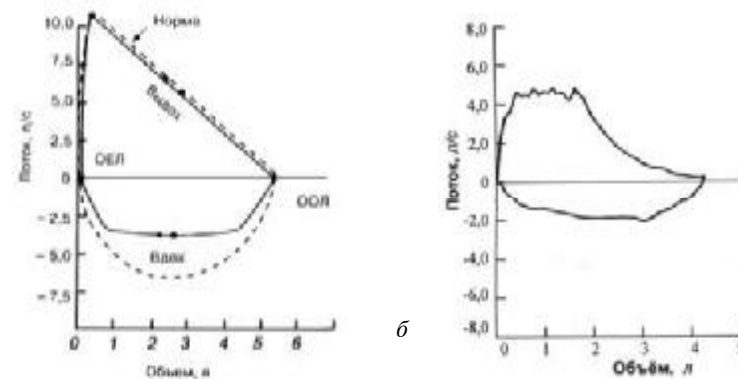 10,0
7,5
5,0
2,5
0
– 2,5
– 5,0
– 7,5
Поток, л/с
Норма
Выдох
ОЕЛ
ООЛ
Вдох
0 1 2 3 4 5 6
Объем, л
б
8,0
6,0
4,0
2,0
0
-2,0
-4,0
-6,0
-8,0
Поток, л/с
0 1 2 3 4 5
Объём, л